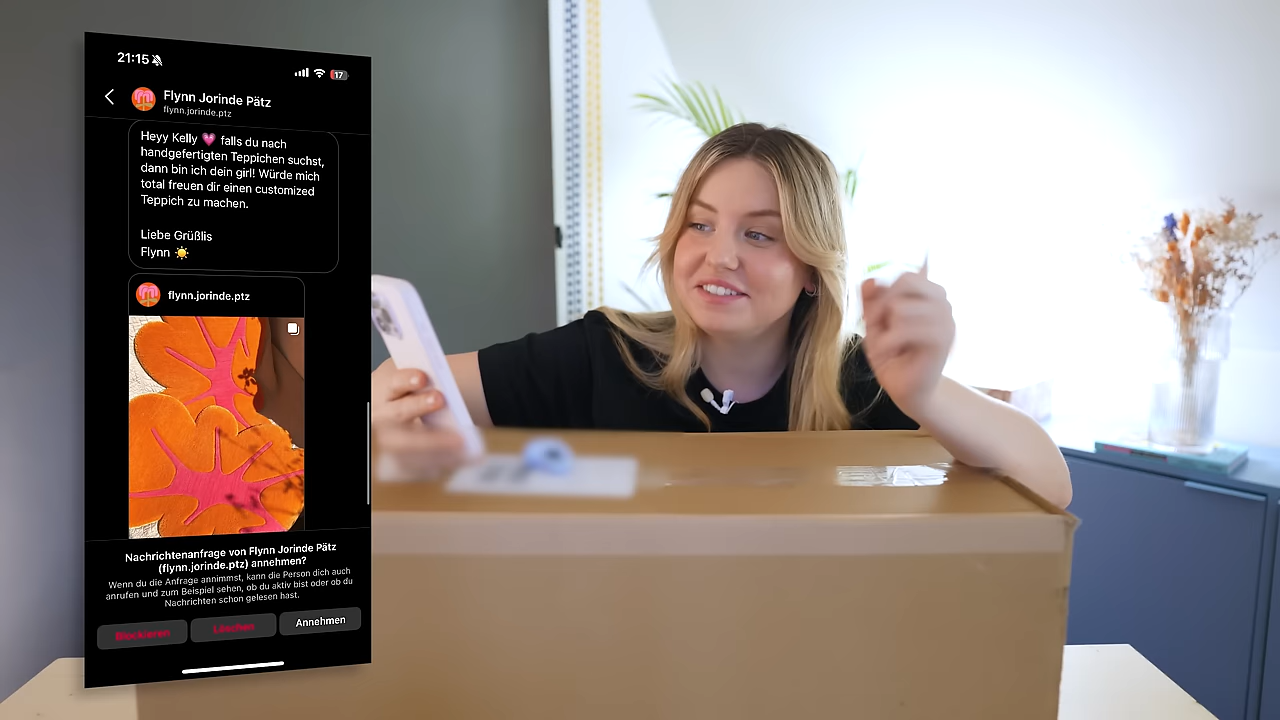 21:15
17
Flynn Jorinde Pätz
flynn.jorinde.ptz
Heyy Kelly 💗 falls du nach
handgefertigten Teppichen suchst,
dann bin ich dein girl! Würde mich
total freuen dir einen customized
Teppich zu machen.
Liebe Grüßlis
Flynn ☀️
flynn.jorinde.ptz
Nachrichtenanfrage von Flynn Jorinde Pätz
(flynn.jorinde.ptz) annehmen?
Wenn du die Anfrage annimmst, kann die Person dich auch
anrufen und zum Beispiel sehen, ob du aktiv bist oder ob du
Nachrichten schon gelesen hast.
Blockieren
Löschen
Annehmen